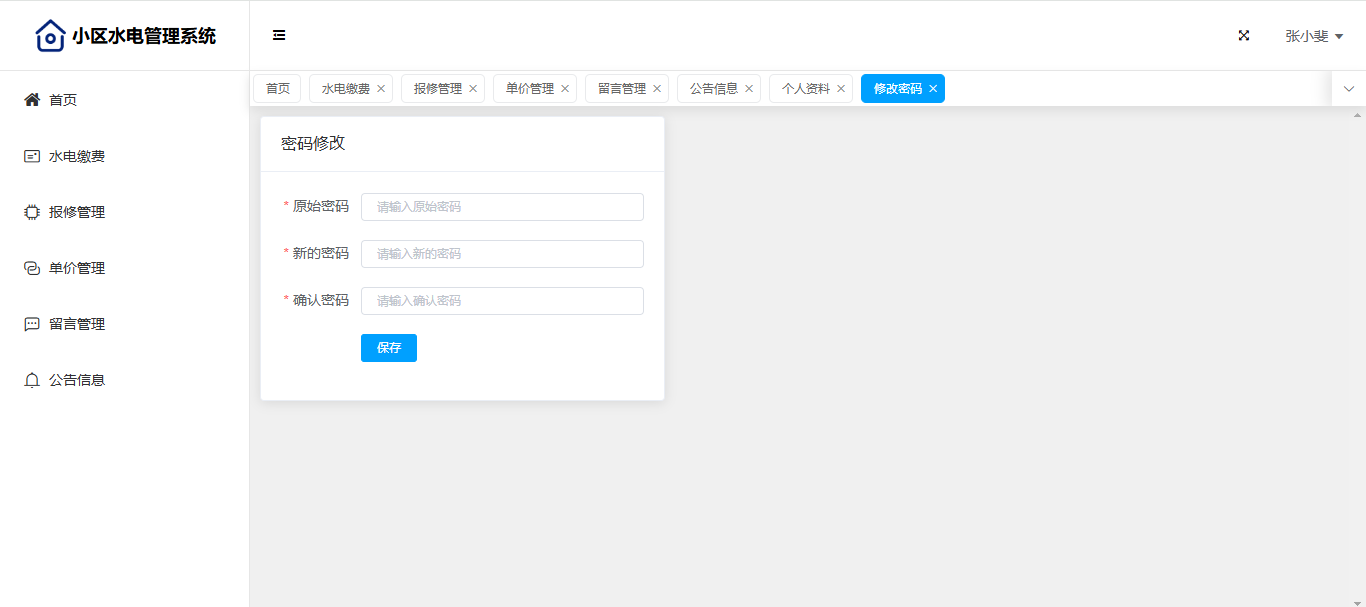 小区水电管理系统
张小斐
首页
水电缴费
报修管理
单价管理
留言管理
公告信息
首页
水电缴费
报修管理
单价管理
留言管理
公告信息
个人资料
修改密码
密码修改
* 原始密码
请输入原始密码
* 新的密码
请输入新的密码
* 确认密码
请输入确认密码
保存